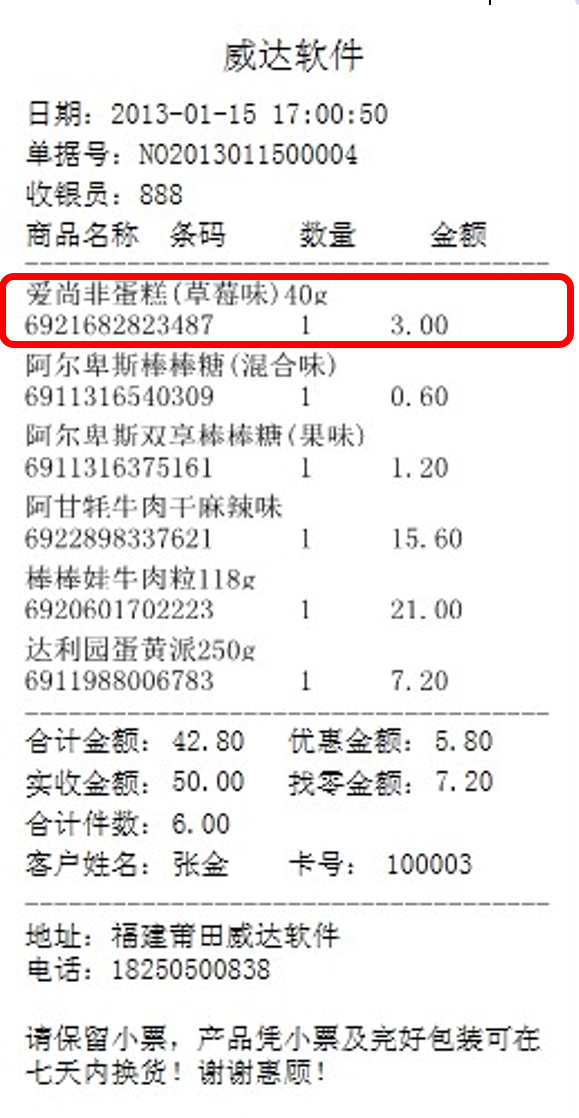 威达软件
日期：2013-01-15 17:00:50
单据号：NO2013011500004
收银员：888
商品名称 条码 数量 金额
爱尚非蛋糕(草莓味)40g
6921682823487 1 3.00
阿尔卑斯棒棒糖(混合味)
6911316540309 1 0.60
阿尔卑斯双享棒棒糖(果味)
6911316375161 1 1.20
阿甘牦牛肉干麻辣味
6922898337621 1 15.60
棒棒娃牛肉粒118g
6920601702223 1 21.00
达利园蛋黄派250g
6911988006783 1 7.20
合计金额：42.80 优惠金额：5.80
实收金额：50.00 找零金额：7.20
合计件数：6.00
客户姓名：张金 卡号： 100003
地址：福建莆田威达软件
电话：18250500838
请保留小票，产品凭小票及完好包装可在
七天内换货！谢谢惠顾！